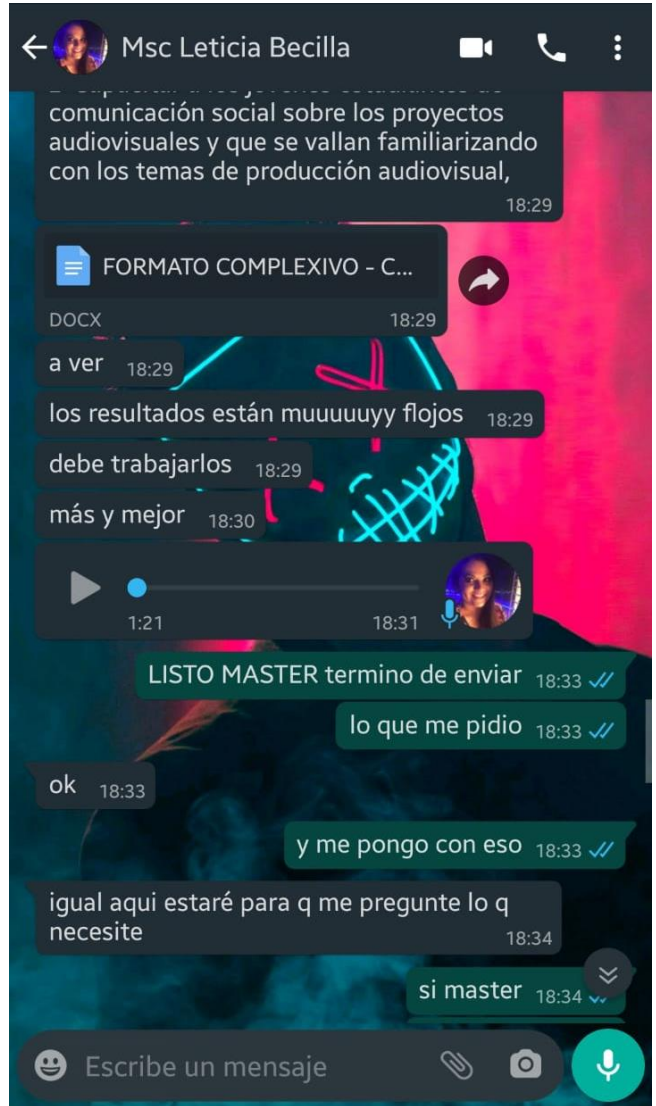 Msc Leticia Becilla
comunicación social sobre los proyectos
audiovisuales y que se vallan familiarizando
con los temas de producción audiovisual,
18:29
FORMATO COMPLEXIVO - C...
DOCX 18:29
a ver 18:29
los resultados están muuuuuyy flojos 18:29
debe trabajarlos 18:29
más y mejor 18:30
1:21 18:31
LISTO MASTER termino de enviar 18:33
lo que me pidio 18:33
ok 18:33
y me pongo con eso 18:33
igual aqui estaré para q me pregunte lo q
necesite
18:34
si master 18:34
Escribe un mensaje